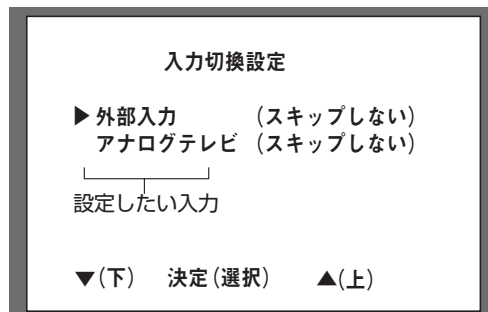 入力切換設定
▶外部入力 (スキップしない)
アナログテレビ (スキップしない)
設定したい入力
▼(下) 決定(選択) ▲(上)